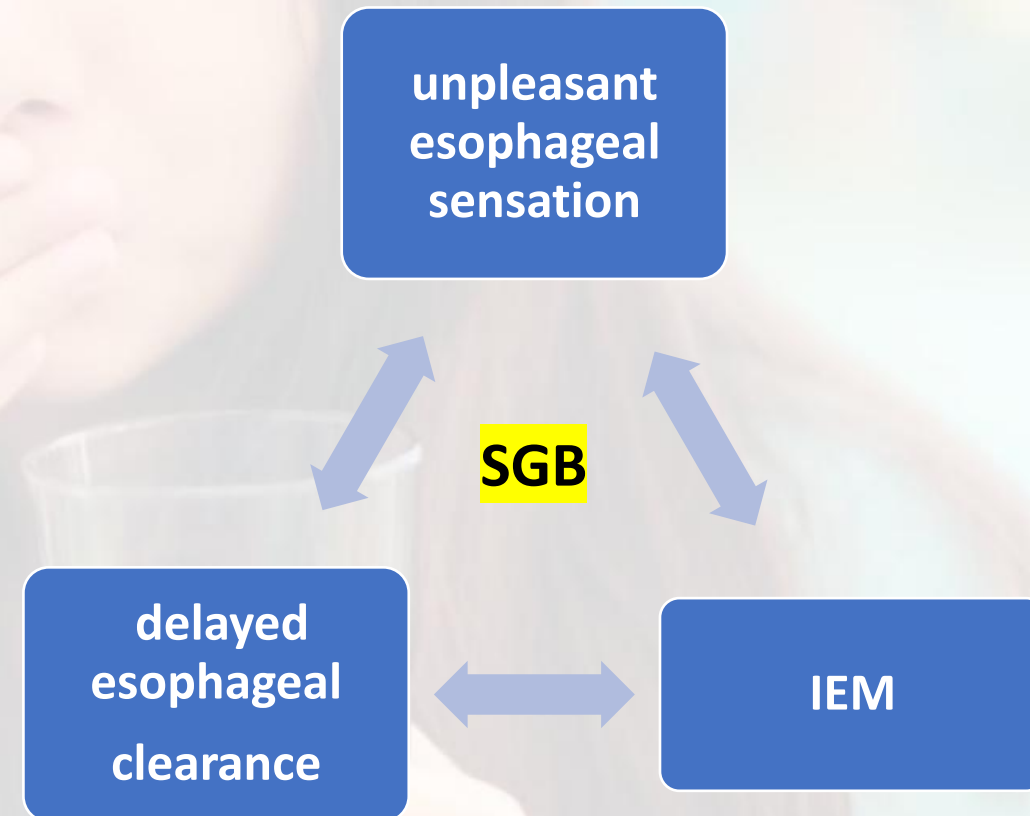 unpleasant
esophageal
sensation
SGB
delayed
esophageal
clearance
IEM